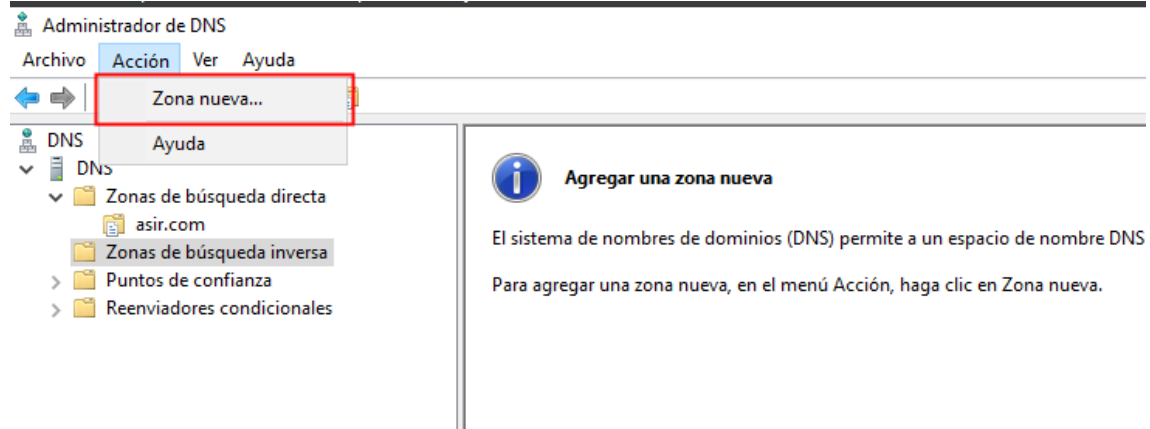 Administrador de DNS
Archivo Acción Ver Ayuda
Zona nueva...
Ayuda
DNS
DNS
Zonas de búsqueda directa
asir.com
Zonas de búsqueda inversa
Puntos de confianza
Reenviadores condicionales
Agregar una zona nueva
El sistema de nombres de dominios (DNS) permite a un espacio de nombre DNS
Para agregar una zona nueva, en el menú Acción, haga clic en Zona nueva.